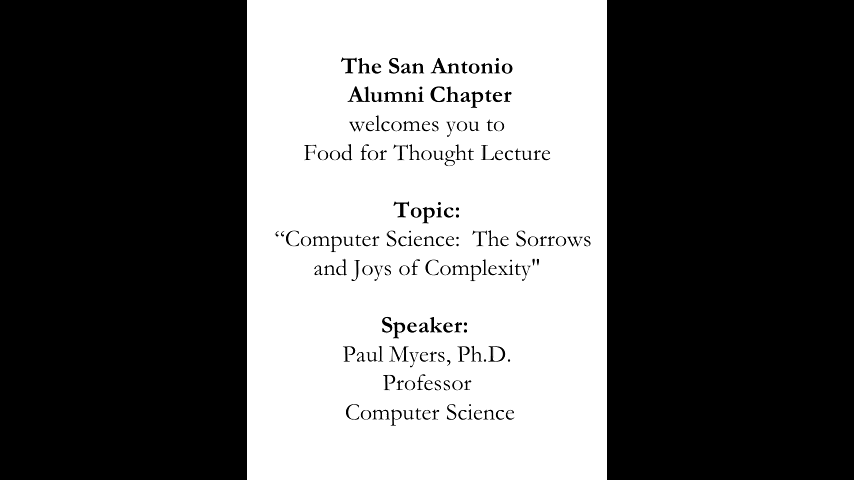 The San Antonio
Alumni Chapter
welcomes you to
Food for Thought Lecture
Topic:
“Computer Science:  The Sorrows
and Joys of Complexity"
Speaker:
Paul Myers, Ph.D.
Professor
Computer Science